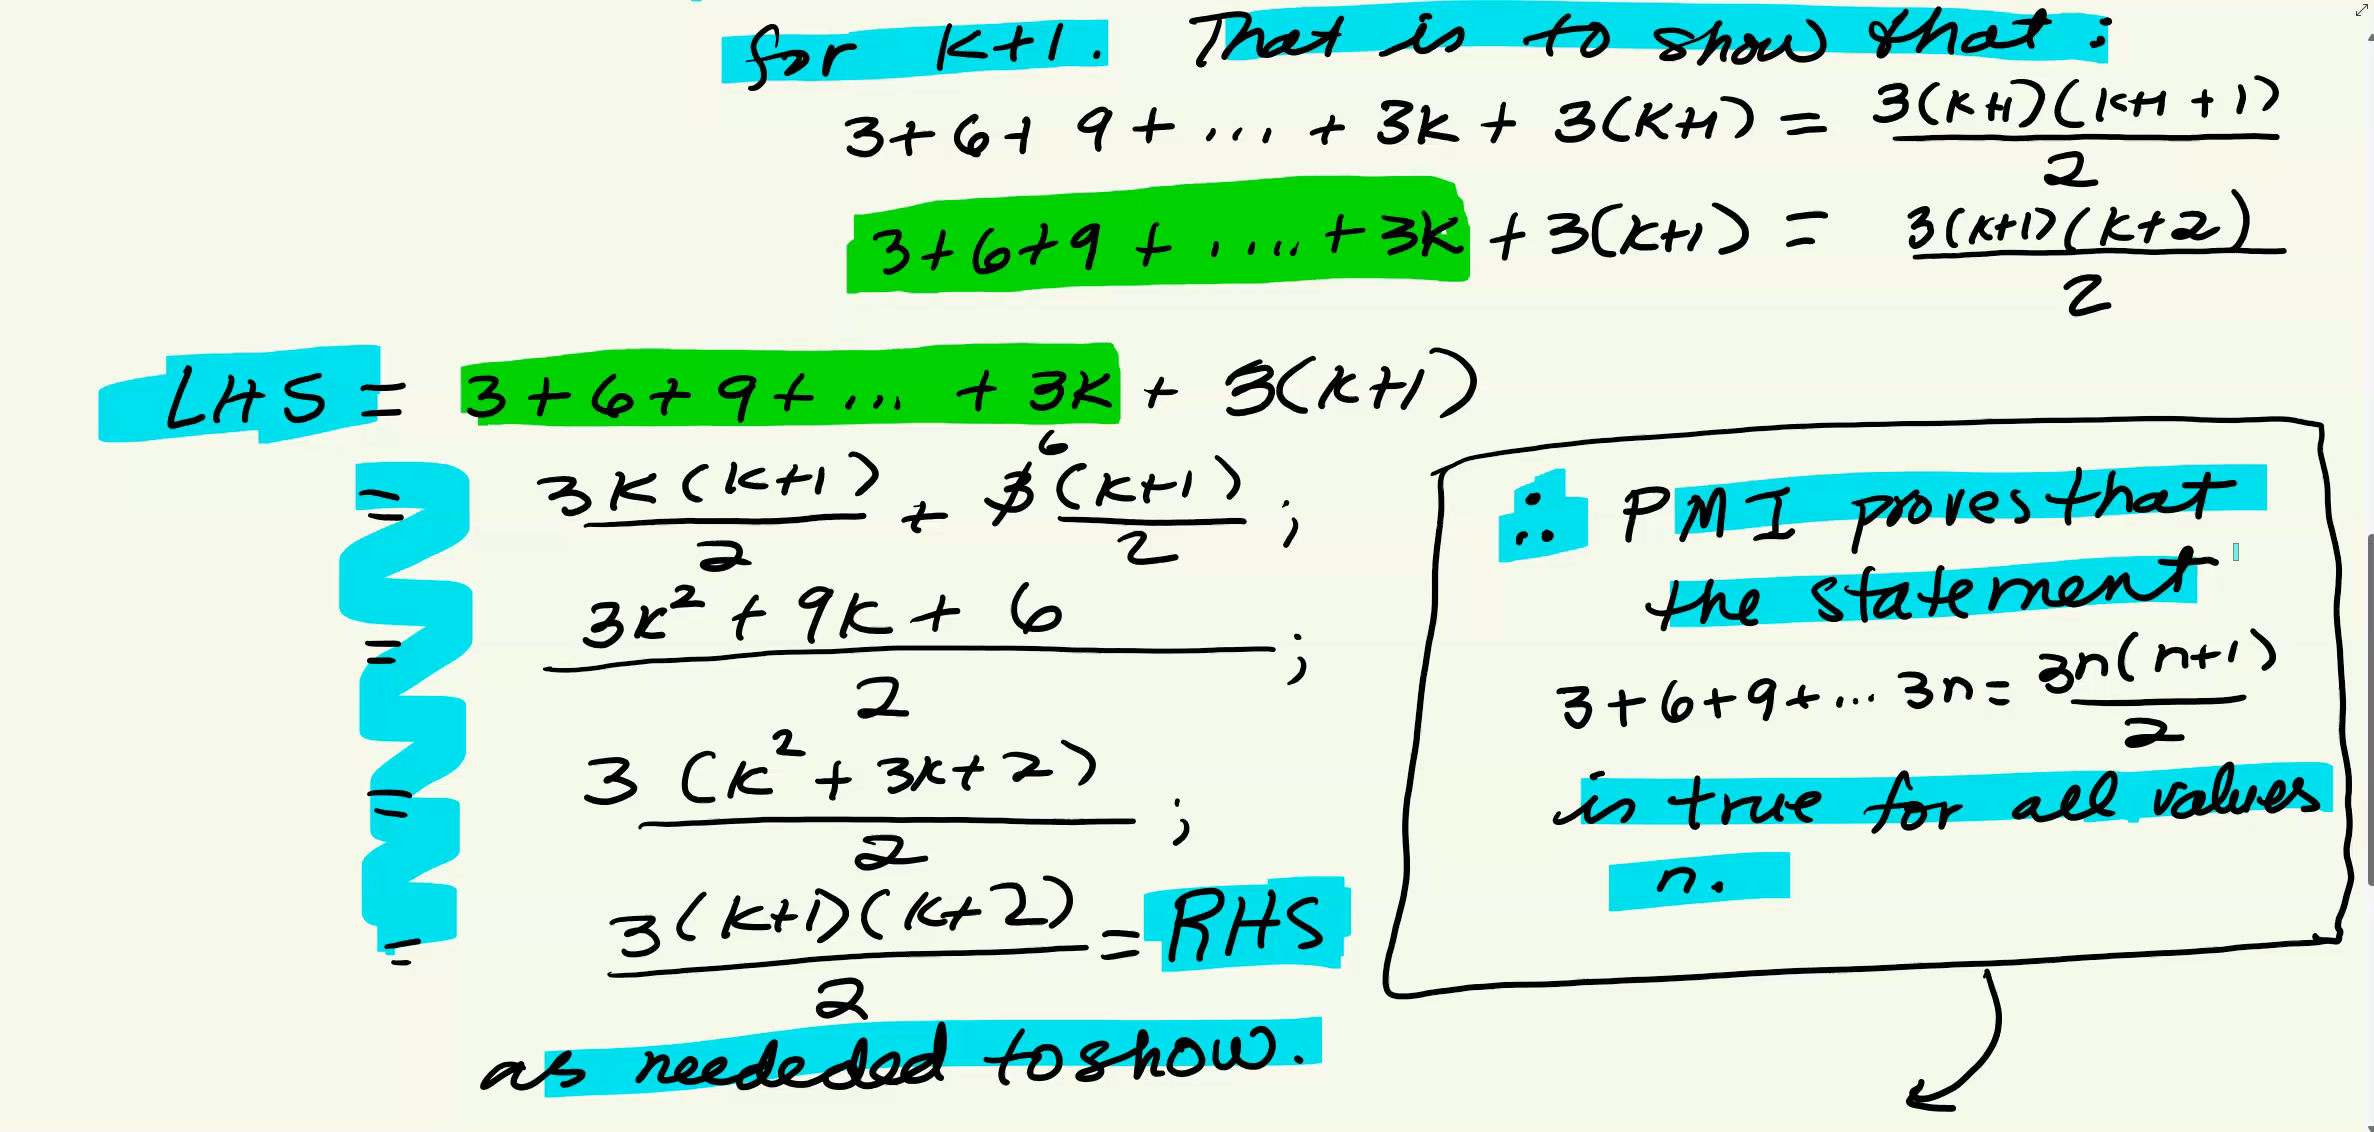 for k+1. That is to show that:
3+6+9+...+3k+3(k+1) = 3(k+1)(k+1+1)/2
3+6+9+....+3k+3(k+1) = 3(k+1)(k+2)/2
LHS = 3+6+9+...+3k + 3(k+1)
= 3k(k+1)/2 + 6(k+1)/2 ;
= 3k²+9k+6/2 ;
= 3(k²+3k+2)/2 ;
= 3(k+1)(k+2)/2 = RHS
as neededed to show.
∴ PMI proves that
the statement
3+6+9+...3n = 3n(n+1)/2
is true for all values
n.